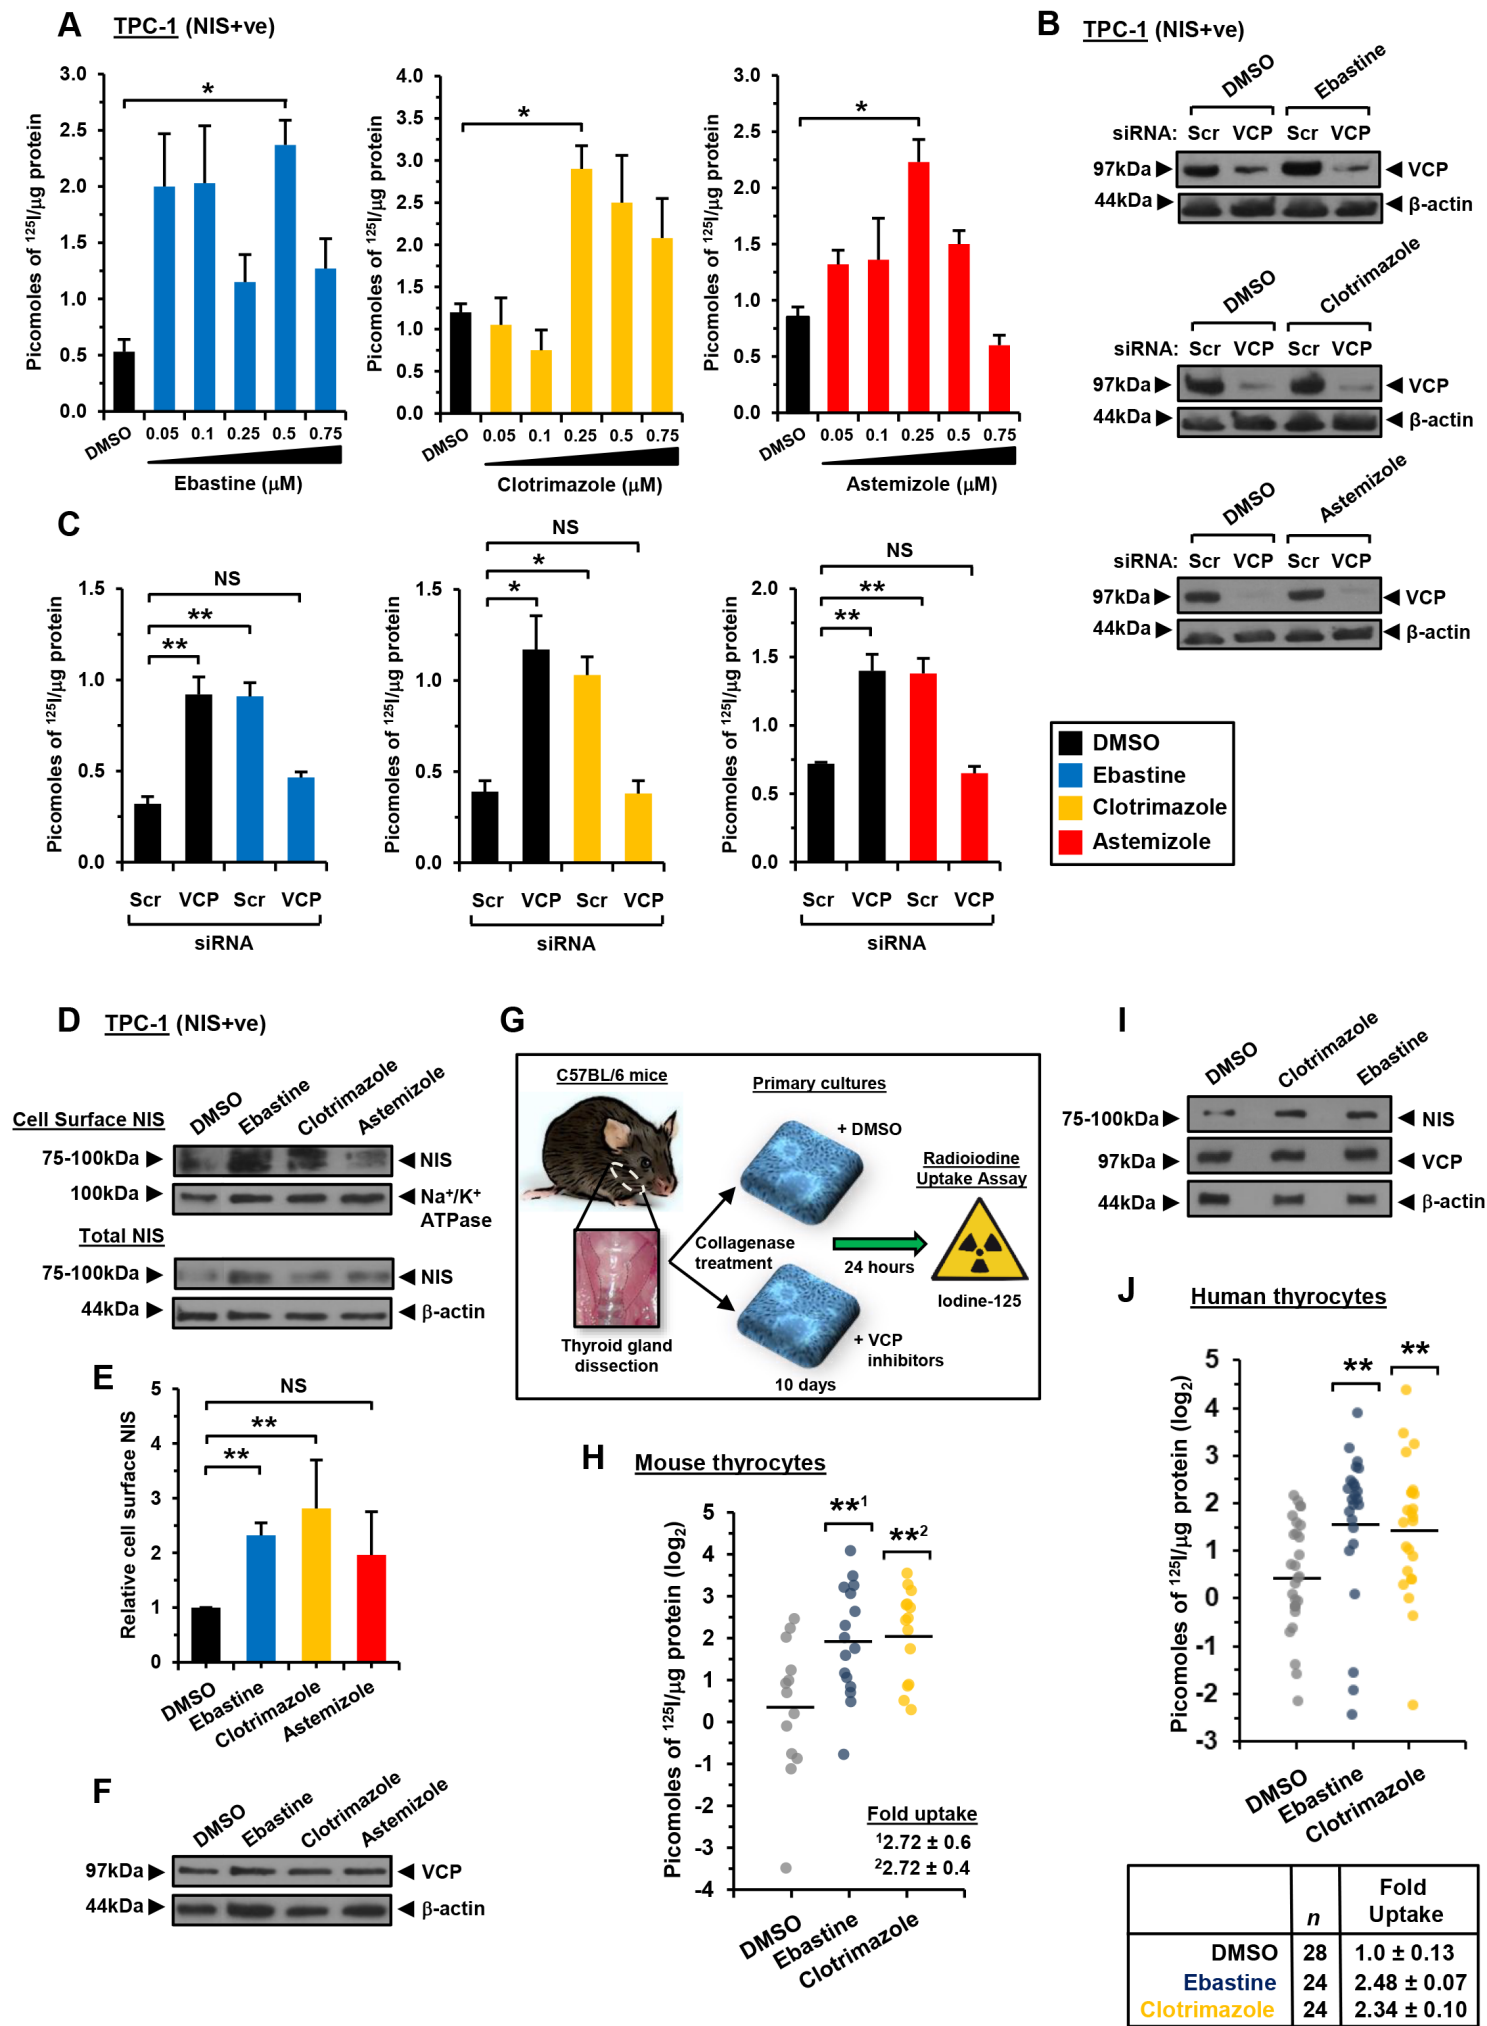 A TPC-1 (NIS+ve)
Picomoles of ¹²⁵I/µg protein
3.0
2.5
2.0
1.5
1.0
0.5
0.0
*
DMSO 0.05 0.1 0.25 0.5 0.75
Ebastine (µM)
Picomoles of ¹²⁵I/µg protein
4.0
3.5
3.0
2.5
2.0
1.5
1.0
0.5
0.0
*
DMSO 0.05 0.1 0.25 0.5 0.75
Clotrimazole (µM)
Picomoles of ¹²⁵I/µg protein
3.0
2.5
2.0
1.5
1.0
0.5
0.0
*
DMSO 0.05 0.1 0.25 0.5 0.75
Astemizole (µM)
B TPC-1 (NIS+ve)
DMSO Ebastine
siRNA: Scr VCP Scr VCP
97kDa VCP
44kDa β-actin
DMSO Clotrimazole
siRNA: Scr VCP Scr VCP
97kDa VCP
44kDa β-actin
DMSO Astemizole
siRNA: Scr VCP Scr VCP
97kDa VCP
44kDa β-actin
C
Picomoles of ¹²⁵I/µg protein
1.5
1.0
0.5
0.0
NS
**
**
Scr VCP Scr VCP
siRNA
Picomoles of ¹²⁵I/µg protein
1.5
1.0
0.5
0.0
NS
*
*
Scr VCP Scr VCP
siRNA
Picomoles of ¹²⁵I/µg protein
2.0
1.5
1.0
0.5
0.0
NS
**
**
Scr VCP Scr VCP
siRNA
DMSO
Ebastine
Clotrimazole
Astemizole
D TPC-1 (NIS+ve)
DMSO Ebastine Clotrimazole Astemizole
Cell Surface NIS
75-100kDa NIS
100kDa Na⁺/K⁺
ATPase
Total NIS
75-100kDa NIS
44kDa β-actin
E
Relative cell surface NIS
5
4
3
2
1
0
NS
**
**
DMSO Ebastine Clotrimazole Astemizole
F
DMSO Ebastine Clotrimazole Astemizole
97kDa VCP
44kDa β-actin
G
C57BL/6 mice
Primary cultures
+ DMSO
Radioiodine
Uptake Assay
Collagenase
treatment
24 hours
Iodine-125
Thyroid gland
dissection
+ VCP
inhibitors
10 days
H Mouse thyrocytes
Picomoles of ¹²⁵I/µg protein (log₂)
5
4
3
2
1
0
-1
-2
-3
-4
**¹
**²
Fold uptake
¹2.72 ± 0.6
²2.72 ± 0.4
DMSO Ebastine Clotrimazole
I
DMSO Clotrimazole Ebastine
75-100kDa NIS
97kDa VCP
44kDa β-actin
J Human thyrocytes
Picomoles of ¹²⁵I/µg protein (log₂)
5
4
3
2
1
0
-1
-2
-3
**
**
DMSO Ebastine Clotrimazole
n Fold
Uptake
DMSO 28 1.0 ± 0.13
Ebastine 24 2.48 ± 0.07
Clotrimazole 24 2.34 ± 0.10